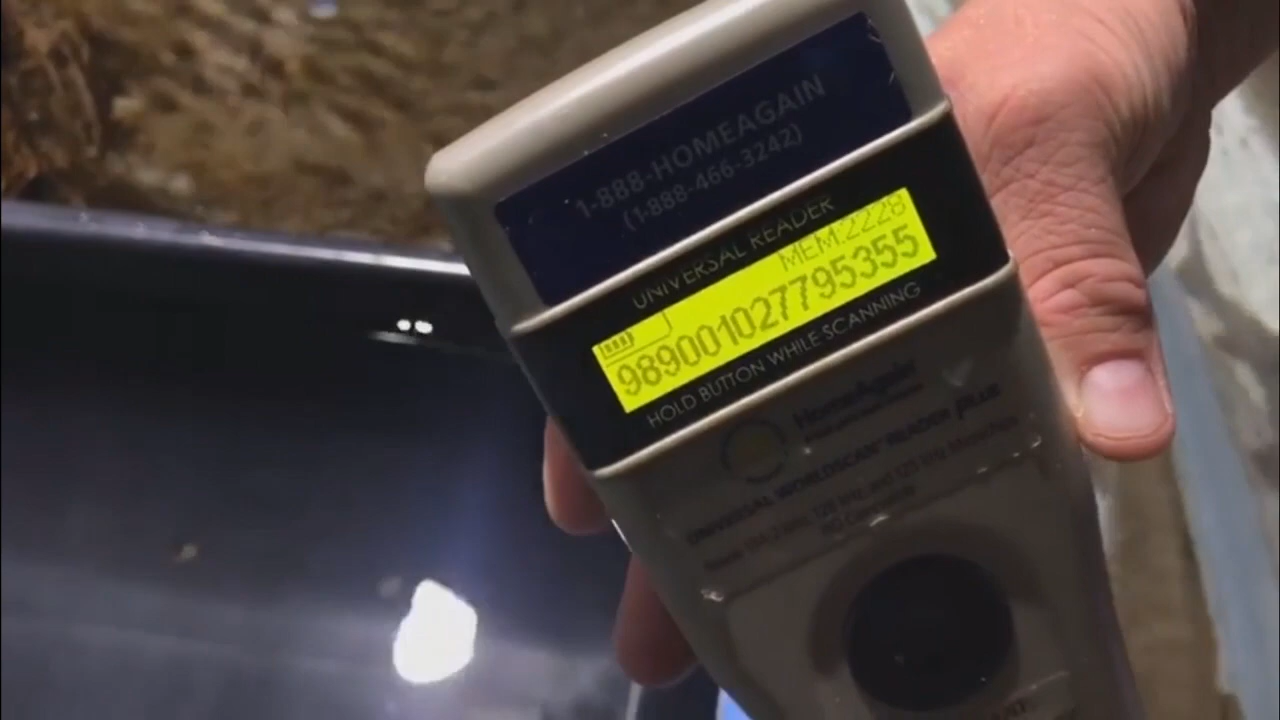 1-888-HOMEAGAIN
(1-888-466-3242)
UNIVERSAL READER
MEM:2228
989001027795355
HOLD BUTTON WHILE SCANNING
HomeAgain
UNIVERSAL WORLDSCAN™ READER PLUS